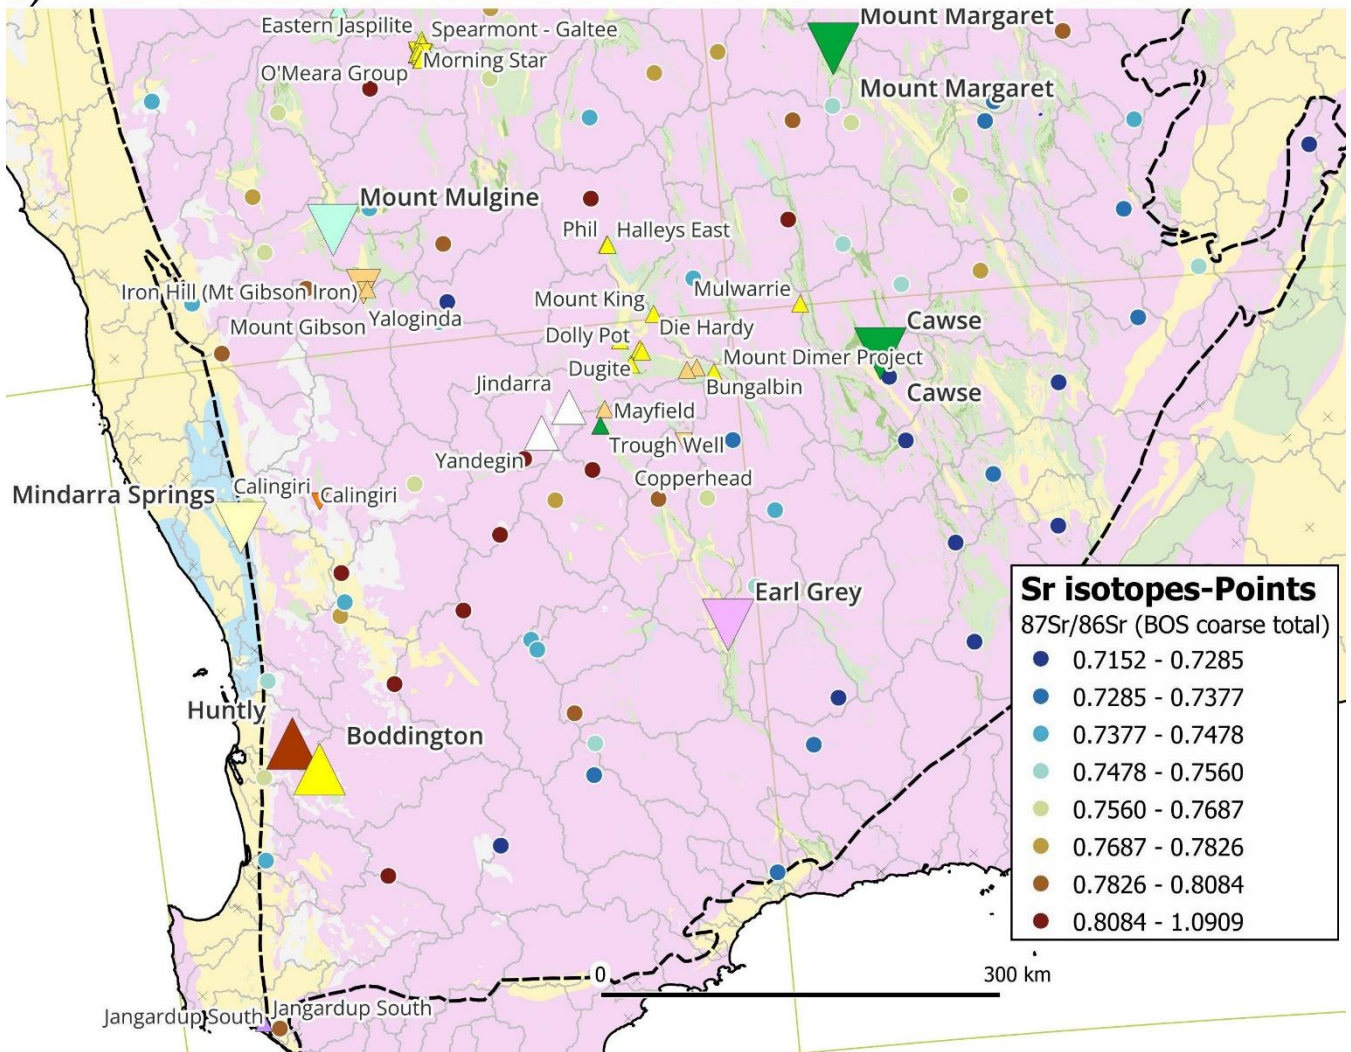 )
Mount Margaret
Eastern Jaspilite
Spearmont - Galtee
O'Meara Group
Morning Star
Mount Margaret
Mount Mulgine
Phil
Halleys East
Iron Hill (Mt Gibson Iron)
Mulwarrie
Mount King
Mount Gibson
Yaloginda
Die Hardy
Cawse
Dolly Pot
Mount Dimer Project
Dugite
Jindarra
Bungalbin
Cawse
Mayfield
Trough Well
Yandegin
Copperhead
Mindarra Springs
Calingiri
Calingiri
Earl Grey
Huntly
Boddington
Sr isotopes-Points
87Sr/86Sr (BOS coarse total)
0.7152 - 0.7285
0.7285 - 0.7377
0.7377 - 0.7478
0.7478 - 0.7560
0.7560 - 0.7687
0.7687 - 0.7826
0.7826 - 0.8084
0.8084 - 1.0909
0
300 km
Jangardup South
Jangardup South